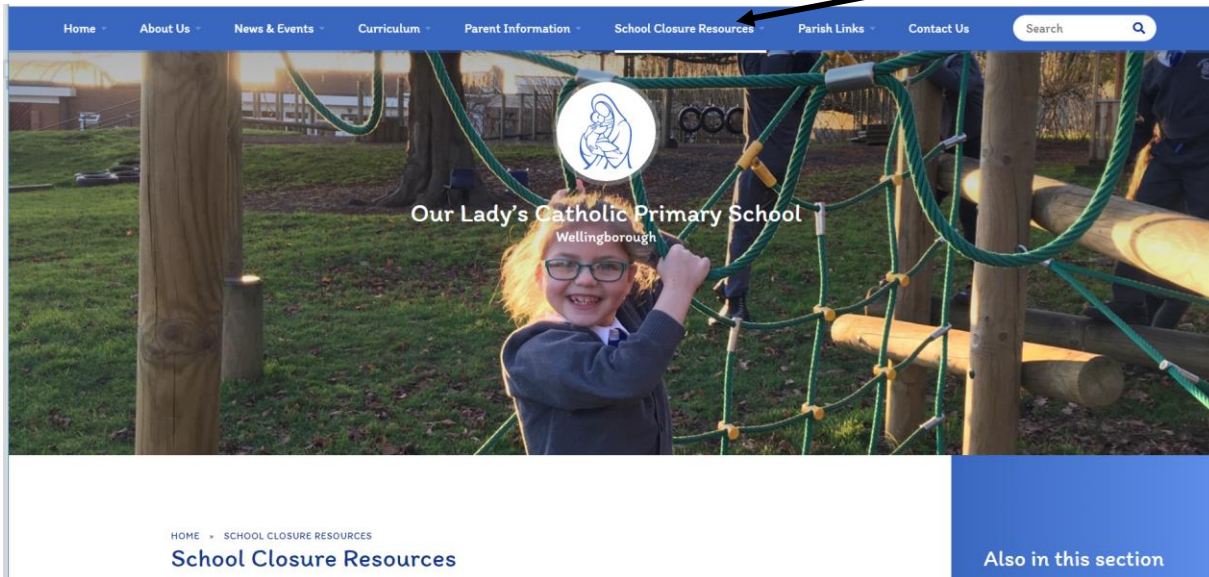 Home About Us News & Events Curriculum Parent Information School Closure Resources Parish Links Contact Us Search
Our Lady's Catholic Primary School
Wellingborough
HOME » SCHOOL CLOSURE RESOURCES
School Closure Resources
Also in this section